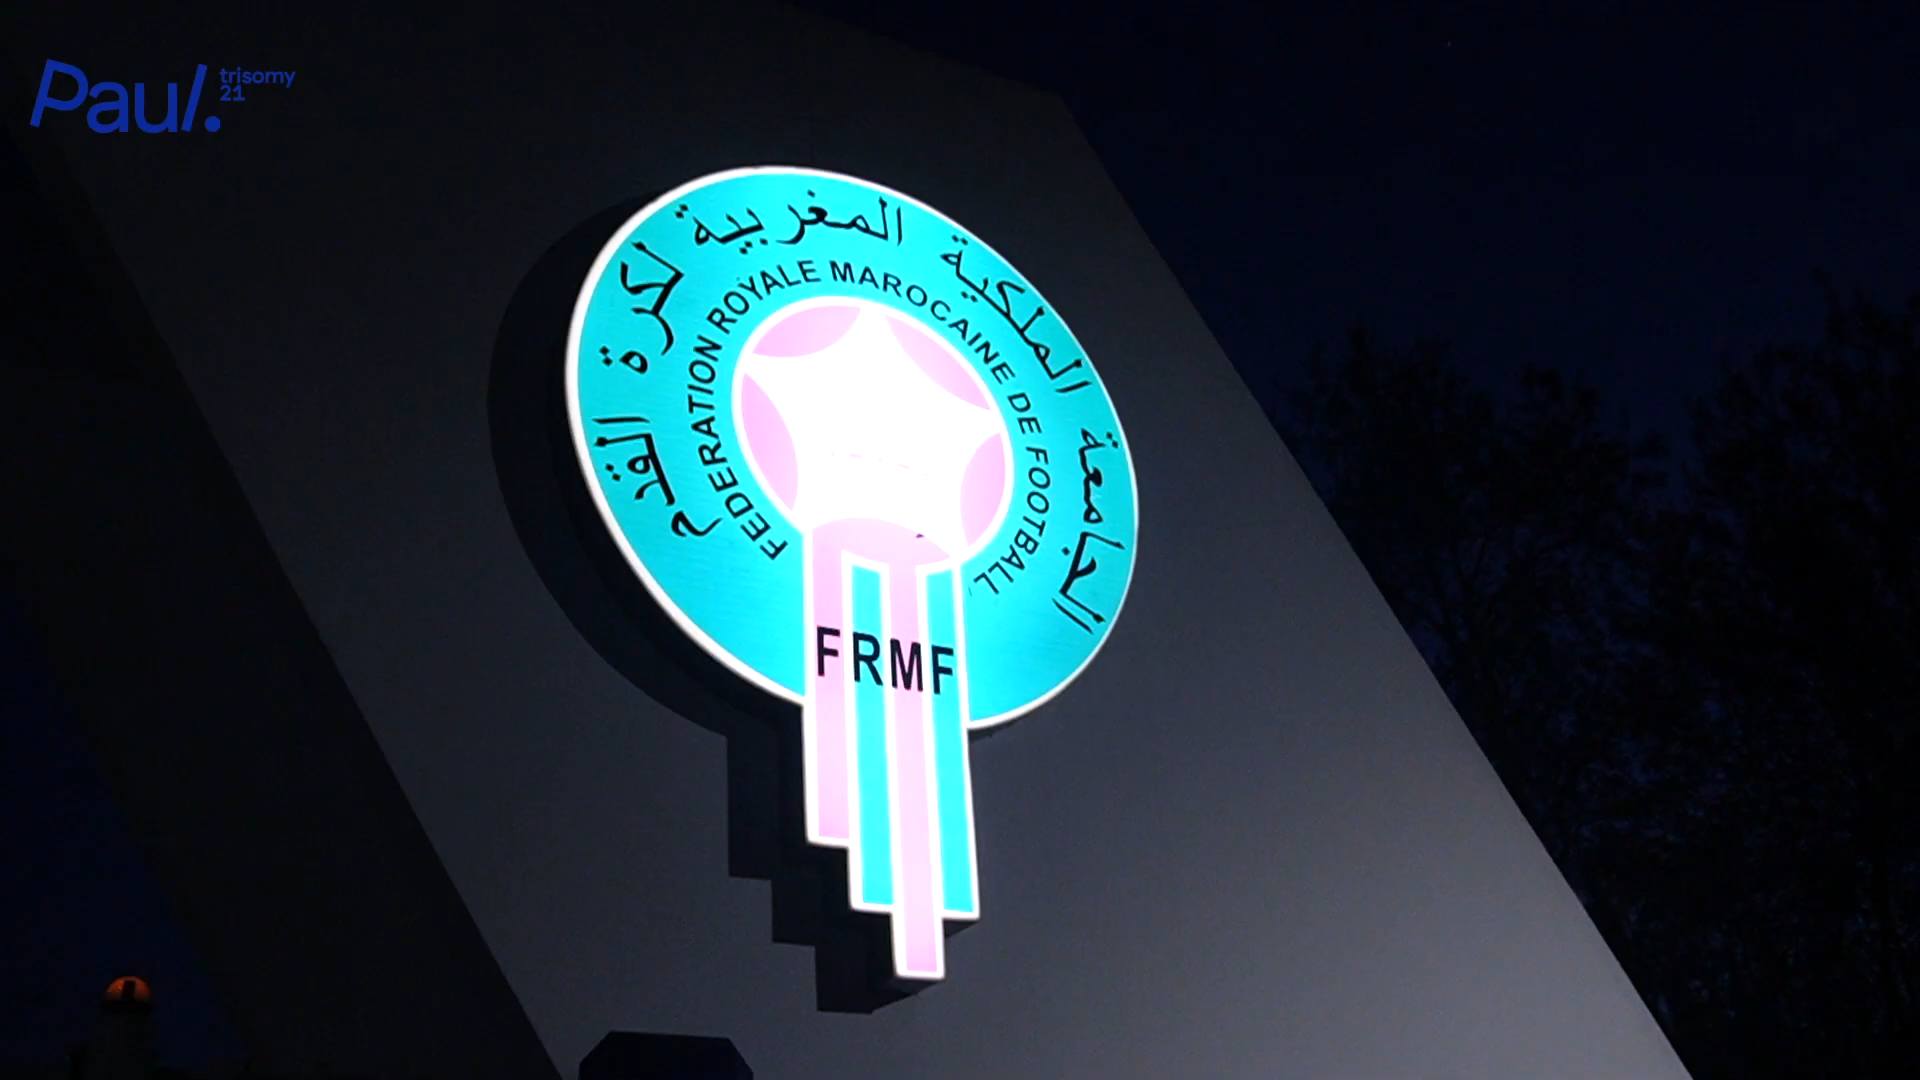 Paul.
trisomy
21
الجامعة الملكية المغربية لكرة القدم
FEDERATION ROYALE MAROCAINE DE FOOTBALL
FRMF